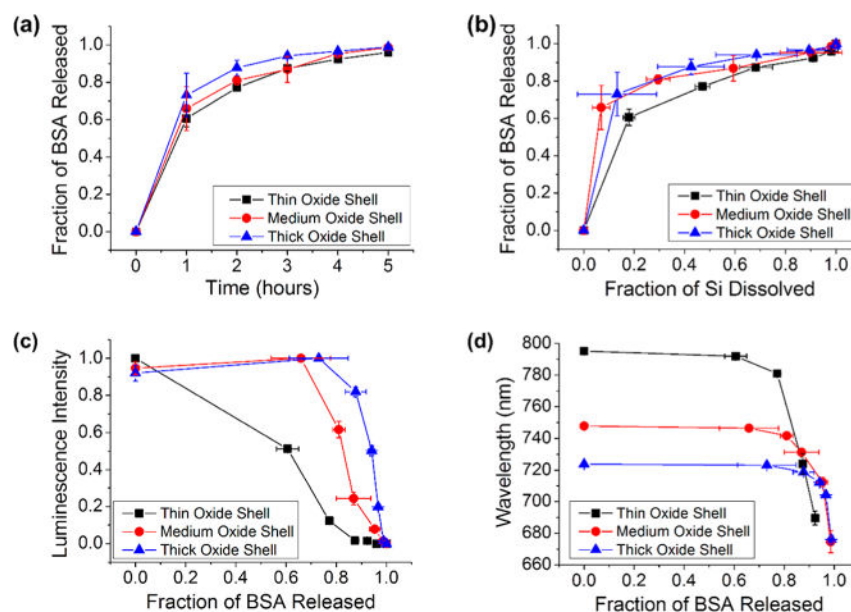 (a)
Fraction of BSA Released
1.0
0.8
0.6
0.4
0.2
0.0
Thin Oxide Shell
Medium Oxide Shell
Thick Oxide Shell
0 1 2 3 4 5
Time (hours)
(b)
Fraction of BSA Released
1.0
0.8
0.6
0.4
0.2
0.0
Thin Oxide Shell
Medium Oxide Shell
Thick Oxide Shell
0.0 0.2 0.4 0.6 0.8 1.0
Fraction of Si Dissolved
(c)
Luminescence Intensity
1.0
0.8
0.6
0.4
0.2
0.0
Thin Oxide Shell
Medium Oxide Shell
Thick Oxide Shell
0.0 0.2 0.4 0.6 0.8 1.0
Fraction of BSA Released
(d)
Wavelength (nm)
800
780
760
740
720
700
680
660
Thin Oxide Shell
Medium Oxide Shell
Thick Oxide Shell
0.0 0.2 0.4 0.6 0.8 1.0
Fraction of BSA Released